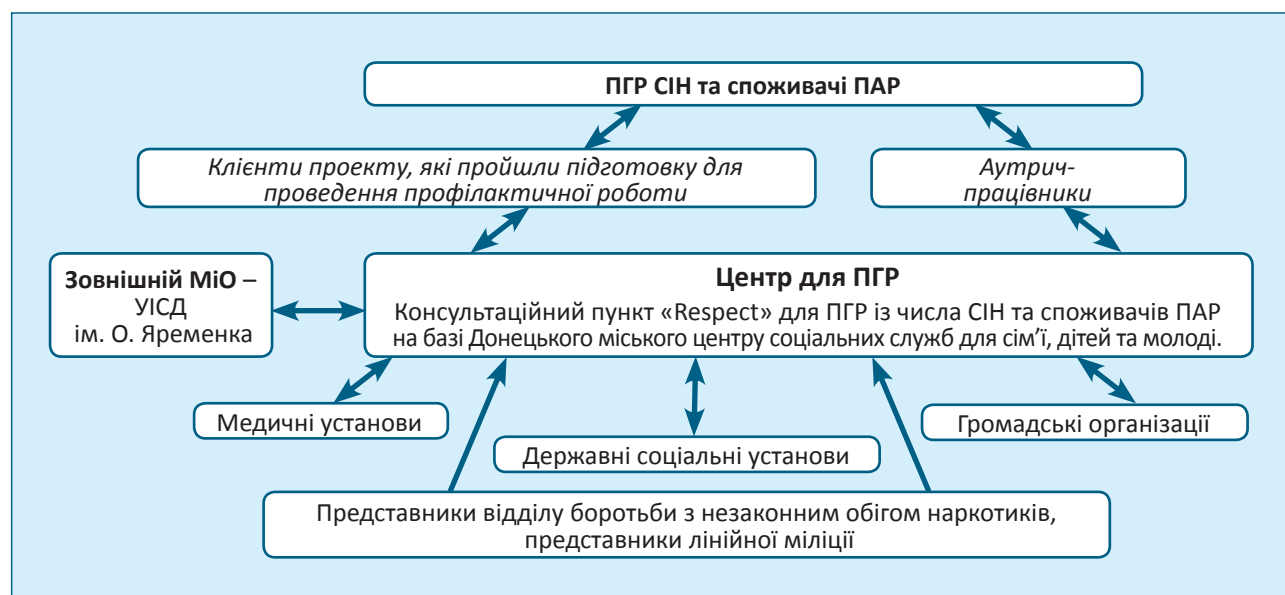 ПГР СІН та споживачі ПАР
Клієнти проекту, які пройшли підготовку для
проведення профілактичної роботи
Аутрич-
працівники
Зовнішній МіО –
УІСД
ім. О. Яременка
Центр для ПГР
Консультаційний пункт «Respect» для ПГР із числа СІН та споживачів ПАР
на базі Донецького міського центру соціальних служб для сім’ї, дітей та молоді.
Медичні установи
Державні соціальні установи
Громадські організації
Представники відділу боротьби з незаконним обігом наркотиків,
представники лінійної міліції